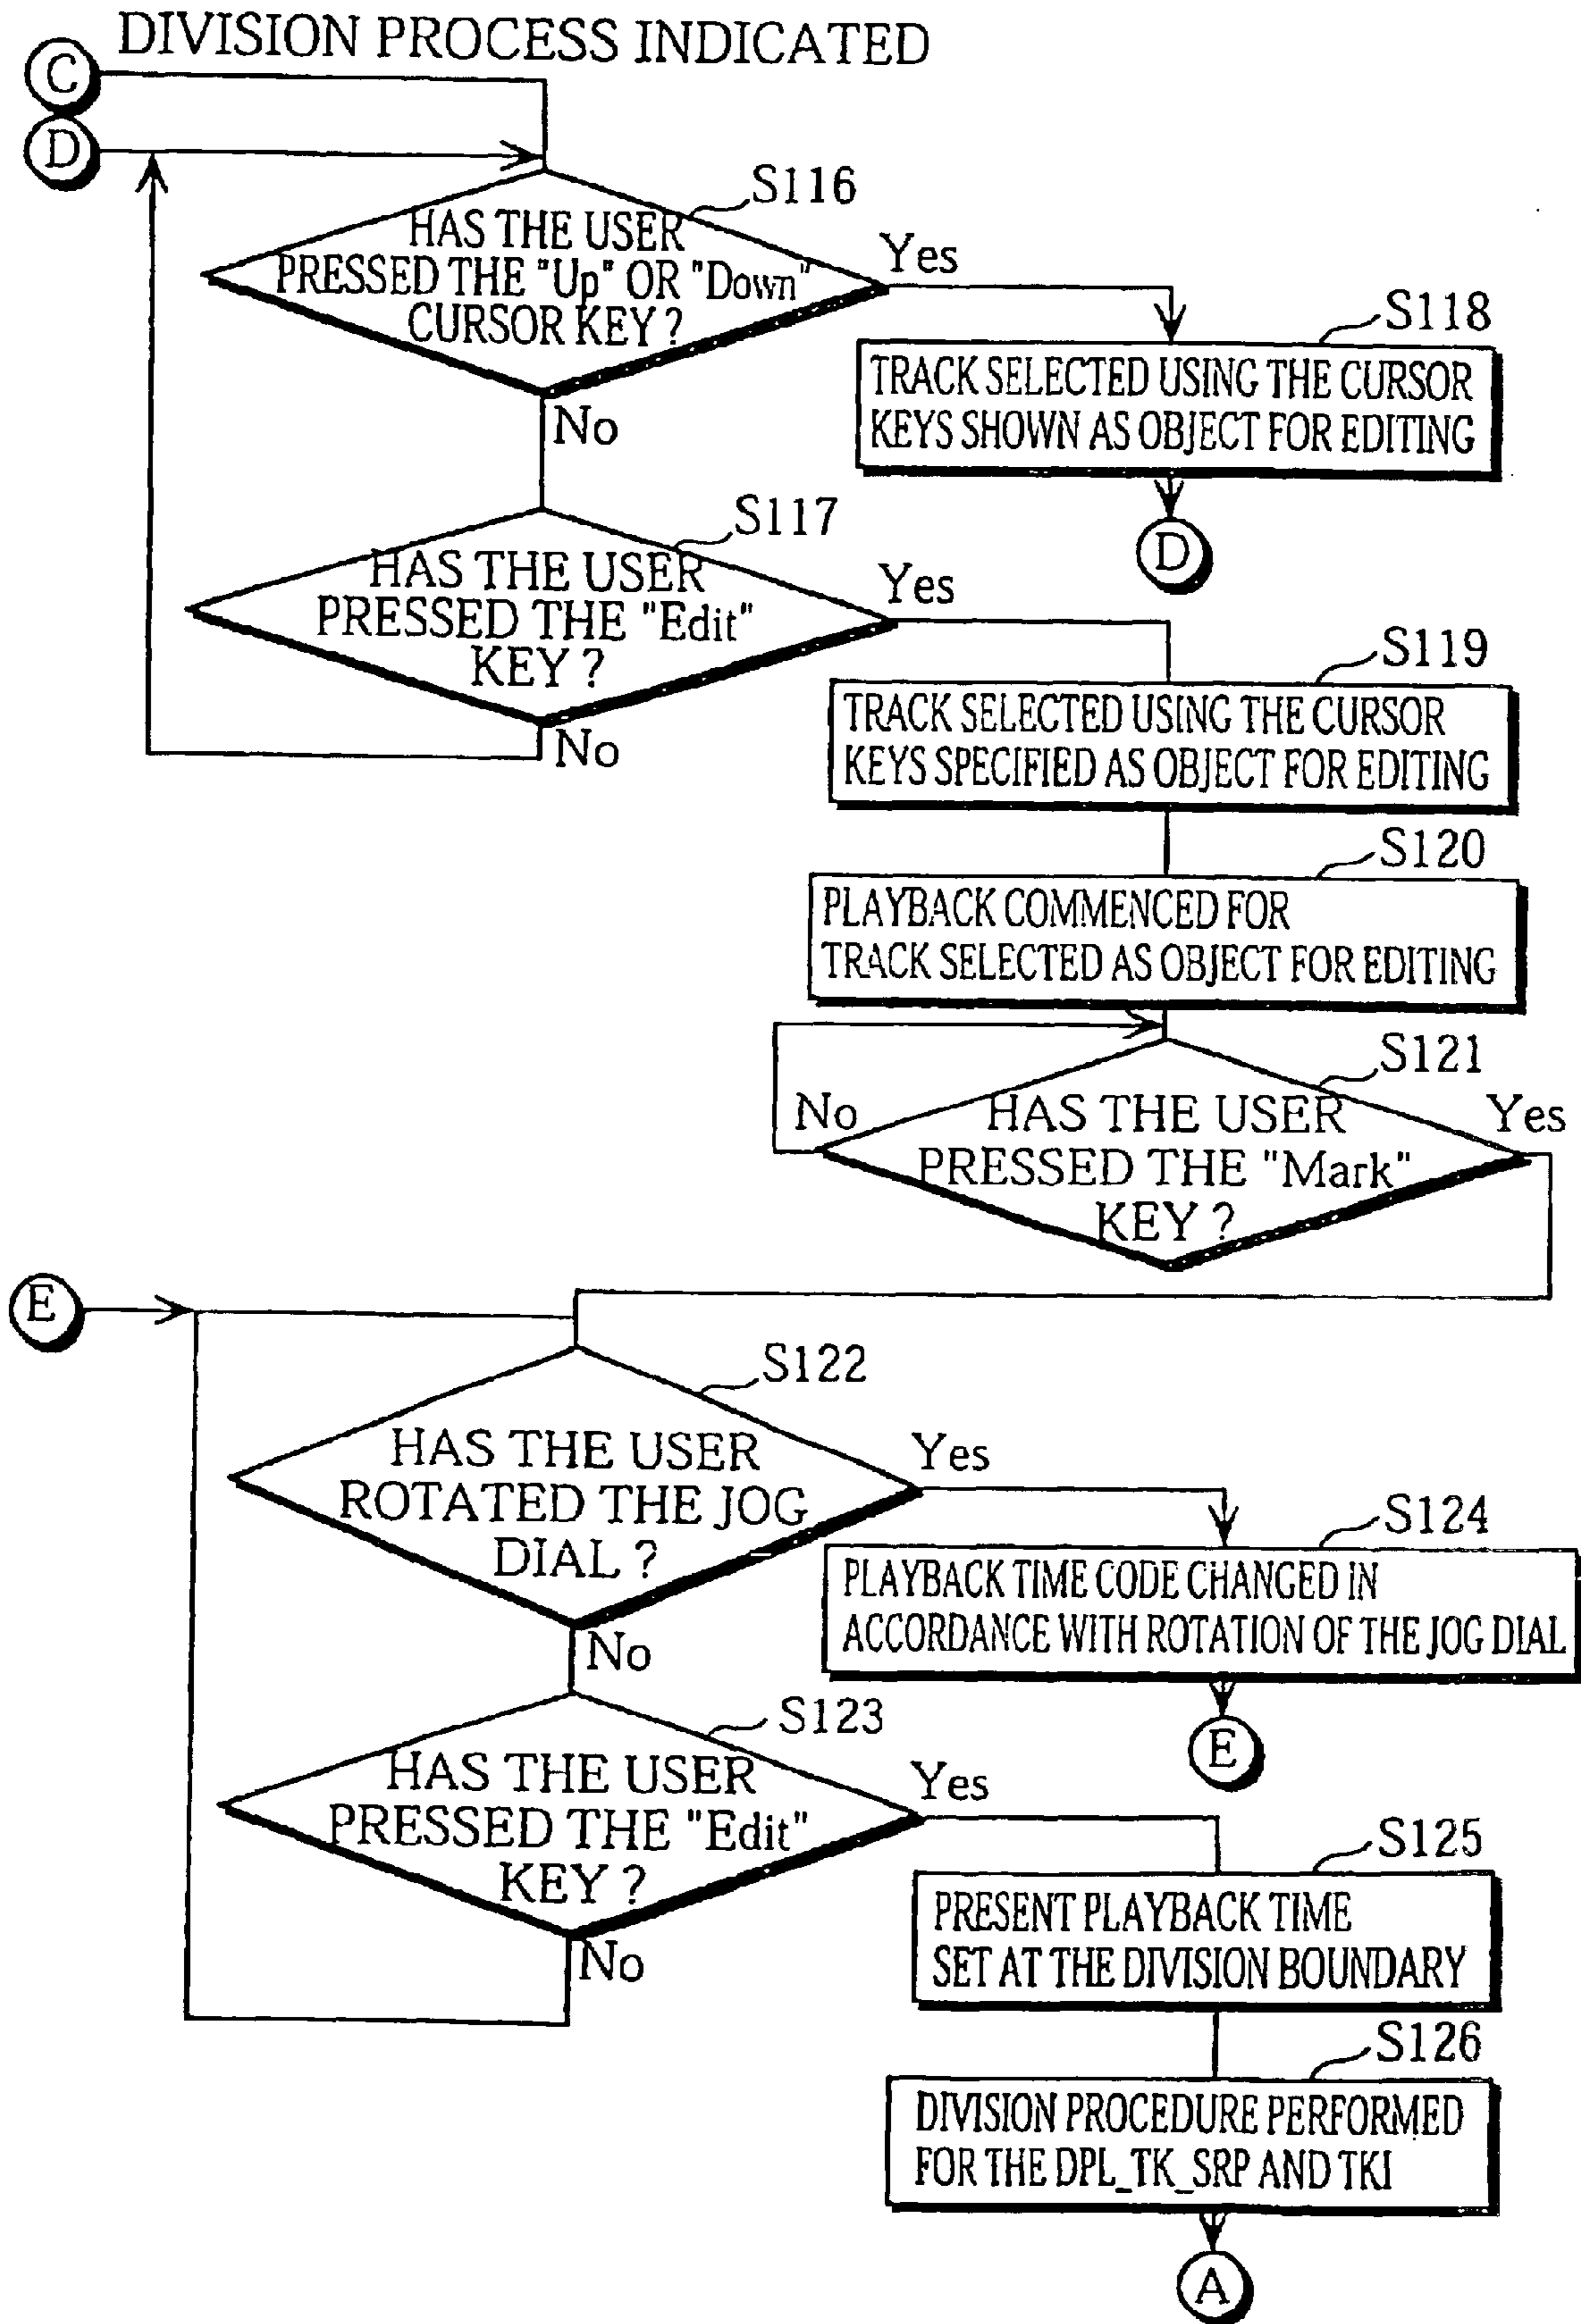 DIVISION PROCESS INDICATED
C
D
S116
HAS THE USER
PRESSED THE "Up" OR "Down"
CURSOR KEY ?
Yes
No
S118
TRACK SELECTED USING THE CURSOR
KEYS SHOWN AS OBJECT FOR EDITING
D
S117
HAS THE USER
PRESSED THE "Edit"
KEY ?
Yes
No
S119
TRACK SELECTED USING THE CURSOR
KEYS SPECIFIED AS OBJECT FOR EDITING
S120
PLAYBACK COMMENCED FOR
TRACK SELECTED AS OBJECT FOR EDITING
S121
No
HAS THE USER
PRESSED THE "Mark"
KEY ?
Yes
E
S122
HAS THE USER
ROTATED THE JOG
DIAL ?
Yes
No
S124
PLAYBACK TIME CODE CHANGED IN
ACCORDANCE WITH ROTATION OF THE JOG DIAL
E
S123
HAS THE USER
PRESSED THE "Edit"
KEY ?
Yes
No
S125
PRESENT PLAYBACK TIME
SET AT THE DIVISION BOUNDARY
S126
DIVISION PROCEDURE PERFORMED
FOR THE DPL_TK_SRP AND TKI
A